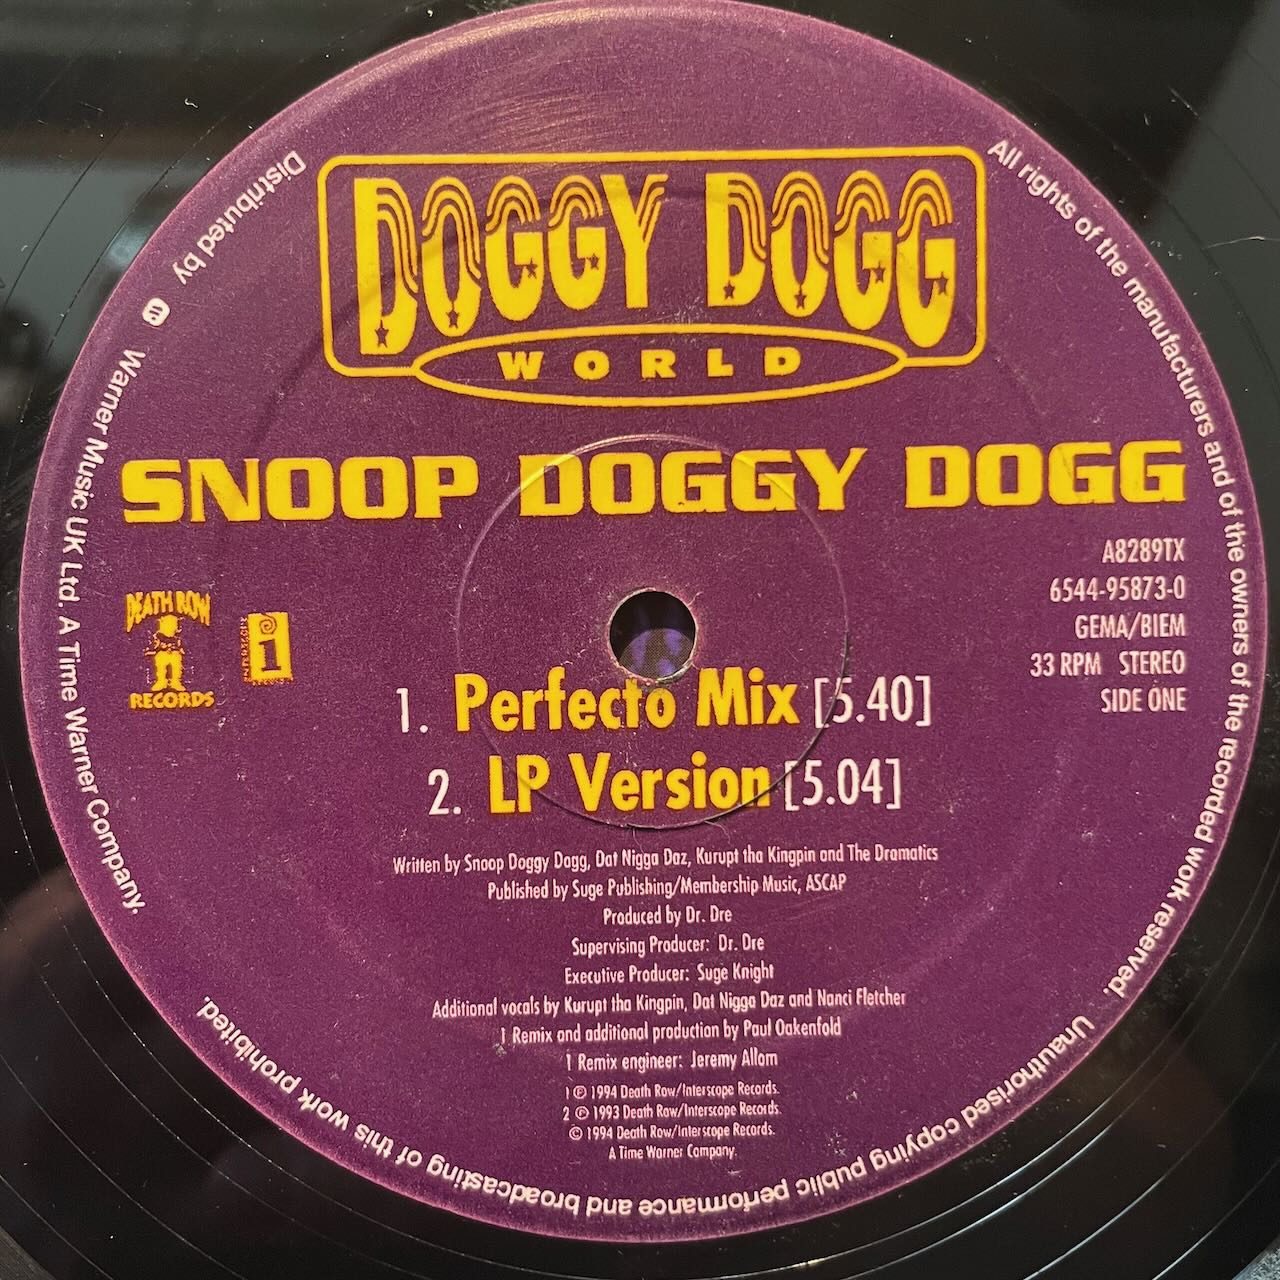 DOGGY DOGG
WORLD
SNOOP DOGGY DOGG
A8289TX
6544-95873-0
GEMA/BIEM
33 RPM STEREO
SIDE ONE
DEATH ROW
RECORDS
i
1. Perfecto Mix [5.40]
2. LP Version [5.04]
Written by Snoop Doggy Dogg, Dat Nigga Daz, Kurupt tha Kingpin and The Dramatics
Published by Suge Publishing/Membership Music, ASCAP
Produced by Dr. Dre
Supervising Producer: Dr. Dre
Executive Producer: Suge Knight
Additional vocals by Kurupt tha Kingpin, Dat Nigga Daz and Nanci Fletcher
1 Remix and additional production by Paul Oakenfold
1 Remix engineer: Jeremy Allom
1 ℗ 1994 Death Row/Interscope Records.
2 ℗ 1993 Death Row/Interscope Records.
© 1994 Death Row/Interscope Records.
A Time Warner Company.
All rights of the manufacturers and of the owners of the recorded work reserved. Unauthorised copying public performance and broadcasting of this work prohibited.
Distributed by Warner Music UK Ltd. A Time Warner Company.